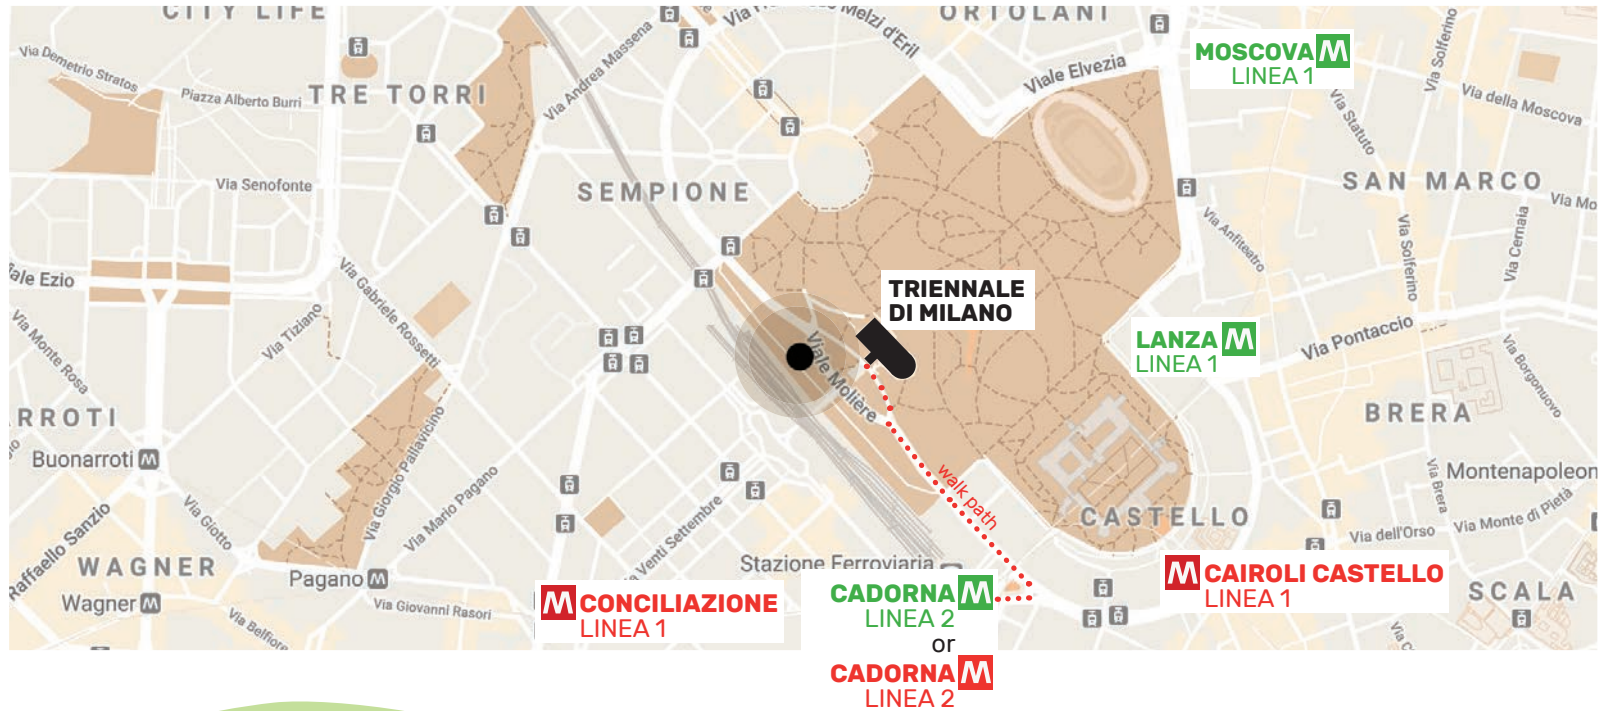 CITY LIFE
ORTOLANI
Melzi d'Eril
Via Demetrio Stratos
Piazza Alberto Burri
TRE TORRI
Via Andrea Massena
Viale Elvezia
MOSCOVA M
LINEA 1
Via Solferino
Via della Moscova
Via Statuto
Via Senofonte
SEMPIONE
SAN MARCO
Via Mo
Via Anfiteatro
Via Solferino
Via Cernaia
ale Ezio
Via Gabriele Rossetti
Via Tiziano
Via Monte Rosa
TRIENNALE
DI MILANO
Viale Molière
LANZA M
LINEA 1
Via Pontaccio
Via Borgonuovo
BRERA
RROTI
Buonarroti M
Via Giorgio Pallavicino
Via Mario Pagano
Via Giotto
Raffaello Sanzio
walk path
CASTELLO
Via Brera
Montenapoleon
Via Monte di Pietà
Via dell'Orso
WAGNER
Wagner M
Pagano M
Via Venti Settembre
Stazione Ferroviaria
Via Giovanni Rasori
Via Belfiore
M CONCILIAZIONE
LINEA 1
CADORNA M
LINEA 2
or
CADORNA M
LINEA 2
M CAIROLI CASTELLO
LINEA 1
SCALA